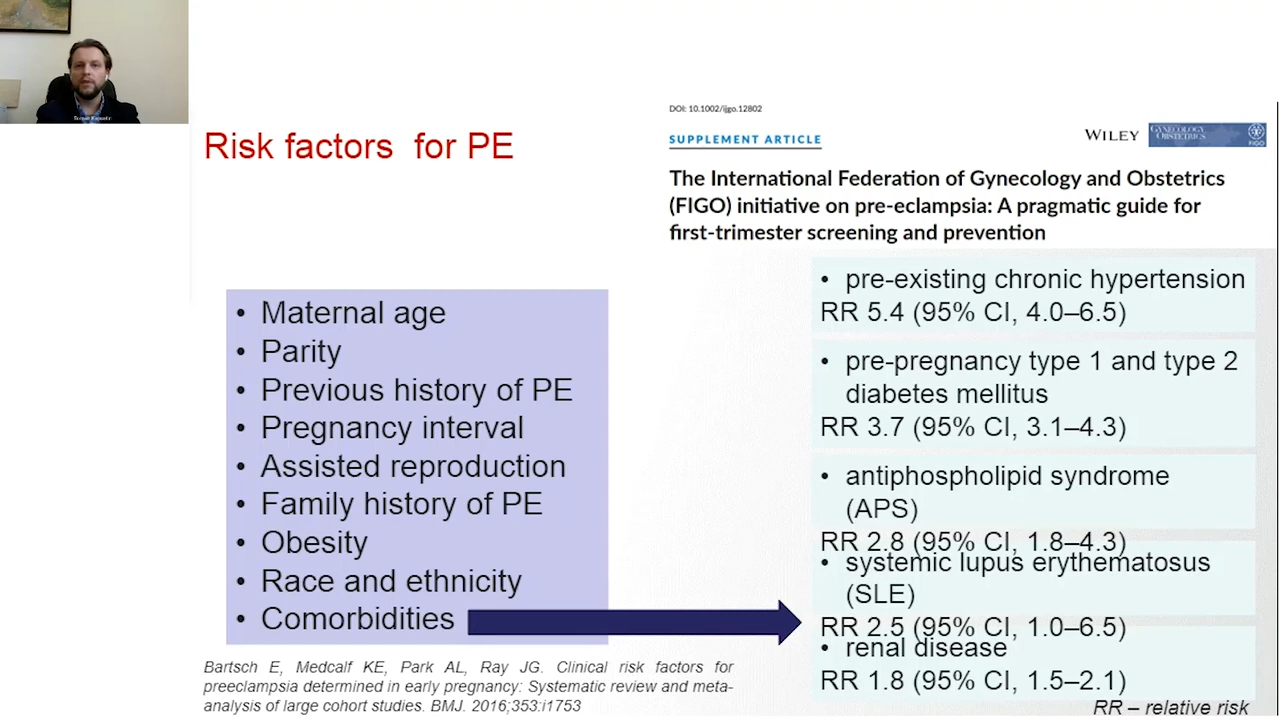 Risk factors  for PE
• Maternal age
• Parity
• Previous history of PE
• Pregnancy interval
• Assisted reproduction
• Family history of PE
• Obesity
• Race and ethnicity
• Comorbidities
Bartsch E, Medcalf KE, Park AL, Ray JG. Clinical risk factors for
preeclampsia determined in early pregnancy: Systematic review and meta-
analysis of large cohort studies. BMJ. 2016;353:i1753
DOI: 10.1002/ijgo.12802
SUPPLEMENT ARTICLE
WILEY
GYNECOLOGY
OBSTETRICS
FIGO
The International Federation of Gynecology and Obstetrics
(FIGO) initiative on pre-eclampsia: A pragmatic guide for
first-trimester screening and prevention
• pre-existing chronic hypertension
RR 5.4 (95% CI, 4.0–6.5)
• pre-pregnancy type 1 and type 2
diabetes mellitus
RR 3.7 (95% CI, 3.1–4.3)
• antiphospholipid syndrome
(APS)
RR 2.8 (95% CI, 1.8–4.3)
• systemic lupus erythematosus
(SLE)
RR 2.5 (95% CI, 1.0–6.5)
• renal disease
RR 1.8 (95% CI, 1.5–2.1)
RR – relative risk